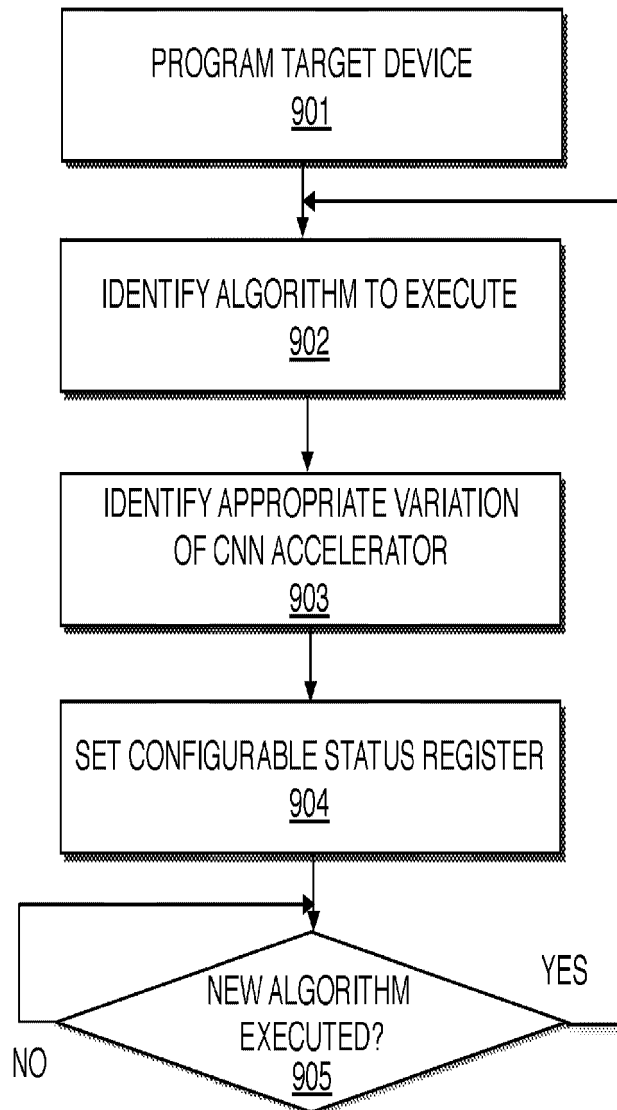 PROGRAM TARGET DEVICE
901
IDENTIFY ALGORITHM TO EXECUTE
902
IDENTIFY APPROPRIATE VARIATION
OF CNN ACCELERATOR
903
SET CONFIGURABLE STATUS REGISTER
904
NEW ALGORITHM
EXECUTED?
905
YES
NO